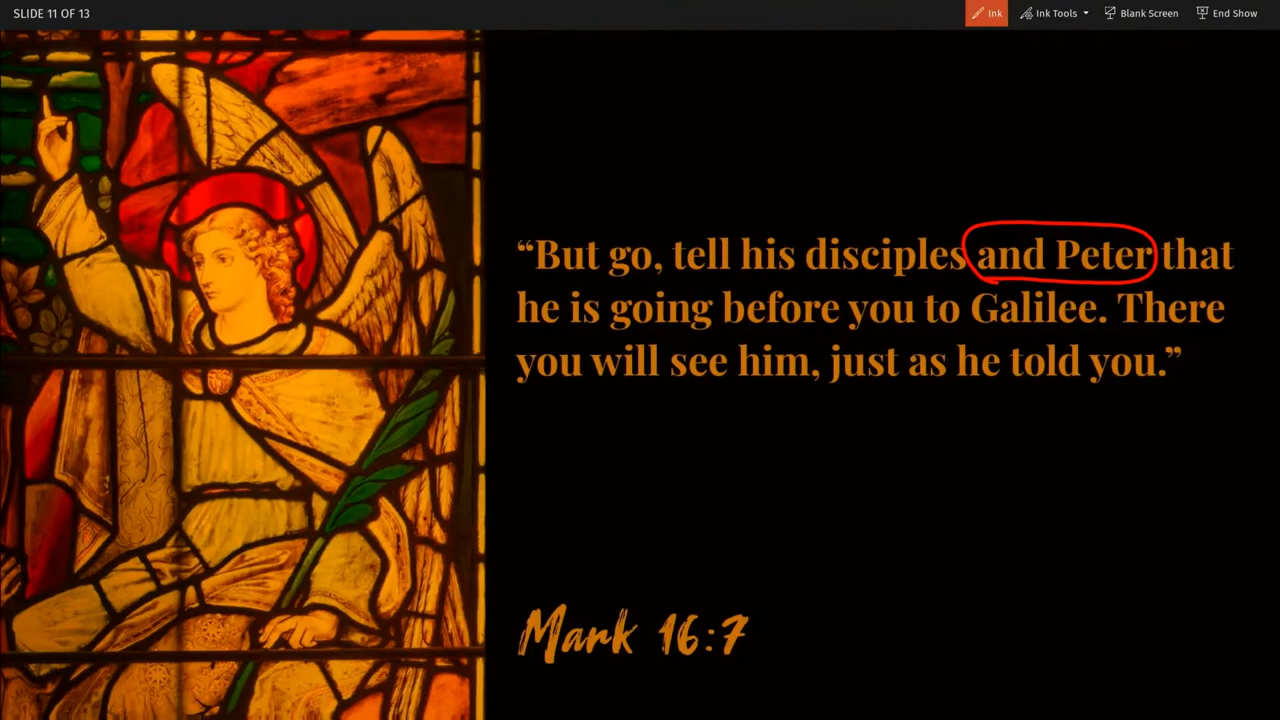 SLIDE 11 OF 13
Ink
Ink Tools
Blank Screen
End Show
“But go, tell his disciples and Peter that
he is going before you to Galilee. There
you will see him, just as he told you.”
Mark 16:7